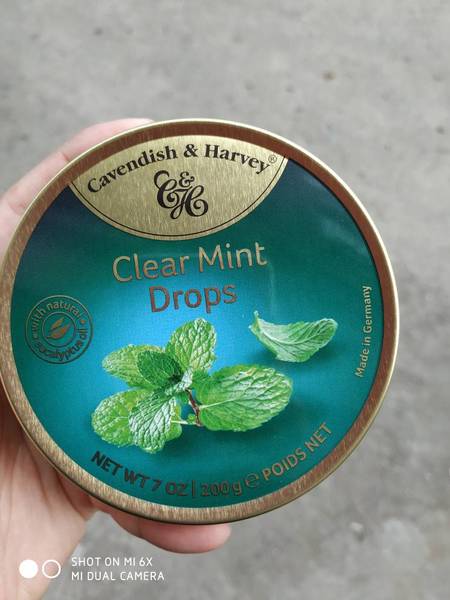 Cavendish & Harvey®
C&H
Clear Mint
Drops
with natural
eucalyptus oil
Made in Germany
NET WT 7 OZ | 200g ℮ POIDS NET
SHOT ON MI 6X
MI DUAL CAMERA